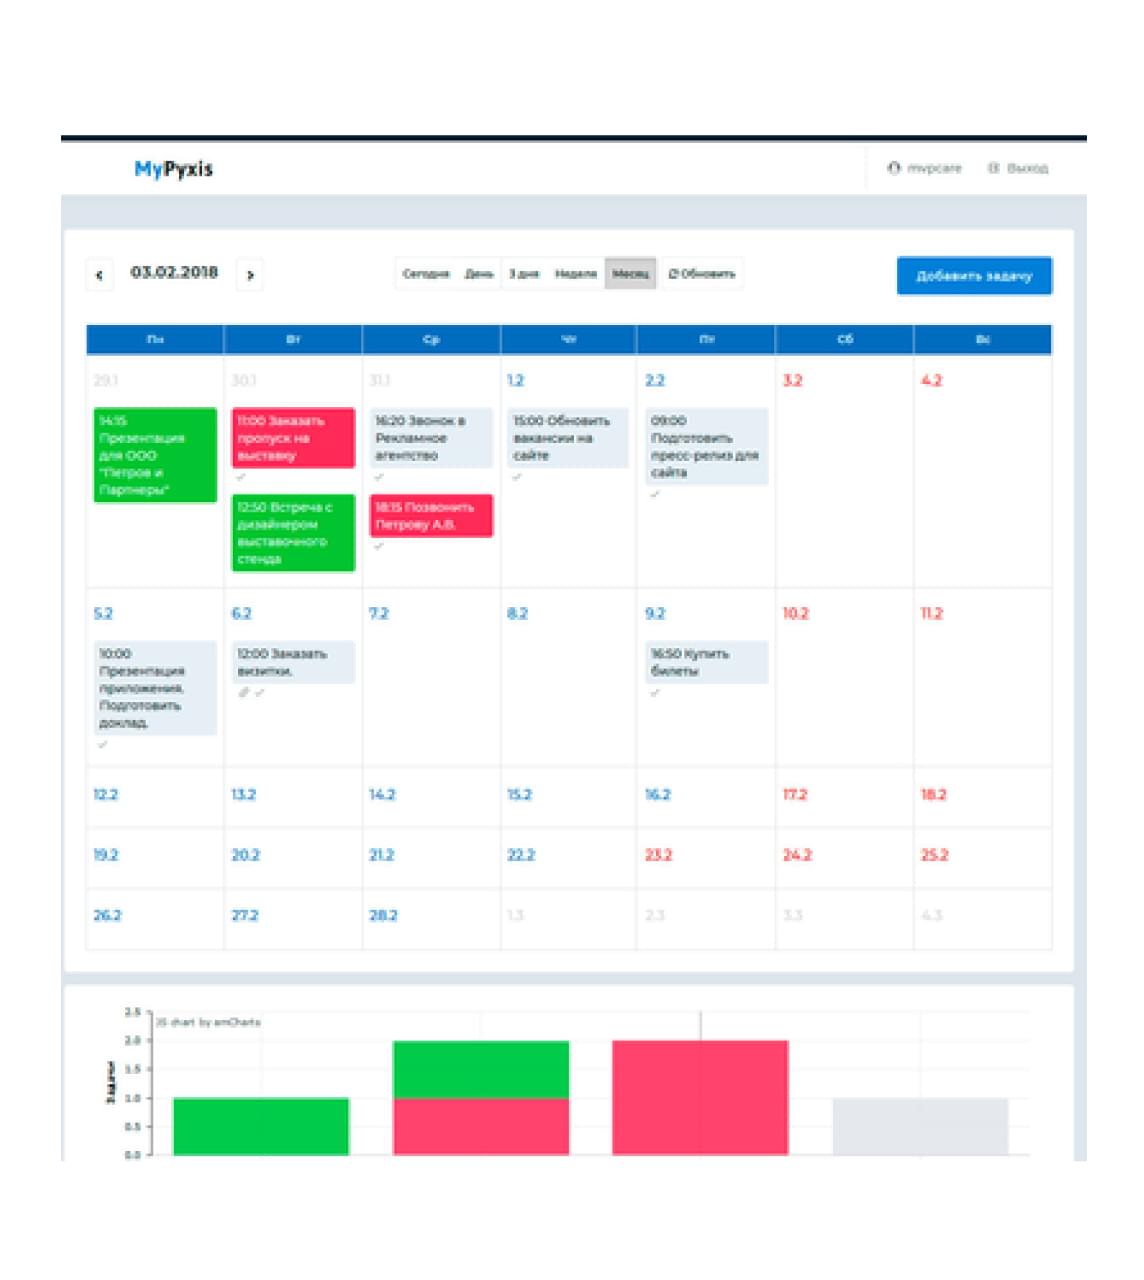 MyPyxis
mvpcare Выход
03.02.2018
Сегодня День 3 дня Неделя Месяц Обновить
Добавить задачу
Пн Вт Ср Чт Пт Сб Вс
29.1 30.1 31.1 1.2 2.2 3.2 4.2
14:15
Презентация
для ООО
"Петров и
Партнеры"
11:00 Заказать
пропуск на
выставку
12:50 Встреча с
дизайнером
выставочного
стенда
16:20 Звонок в
Рекламное
агентство
18:15 Позвонить
Петрову А.В.
15:00 Обновить
вакансии на
сайте
09:00
Подготовить
пресс-релиз для
сайта
5.2 6.2 7.2 8.2 9.2 10.2 11.2
10:00
Презентация
приложения.
Подготовить
доклад.
12:00 Заказать
визитки.
16:50 Купить
билеты
12.2 13.2 14.2 15.2 16.2 17.2 18.2
19.2 20.2 21.2 22.2 23.2 24.2 25.2
26.2 27.2 28.2 1.3 2.3 3.3 4.3
2.5
JS chart by amCharts
2.0
1.5
Задачи
1.0
0.5
0.0